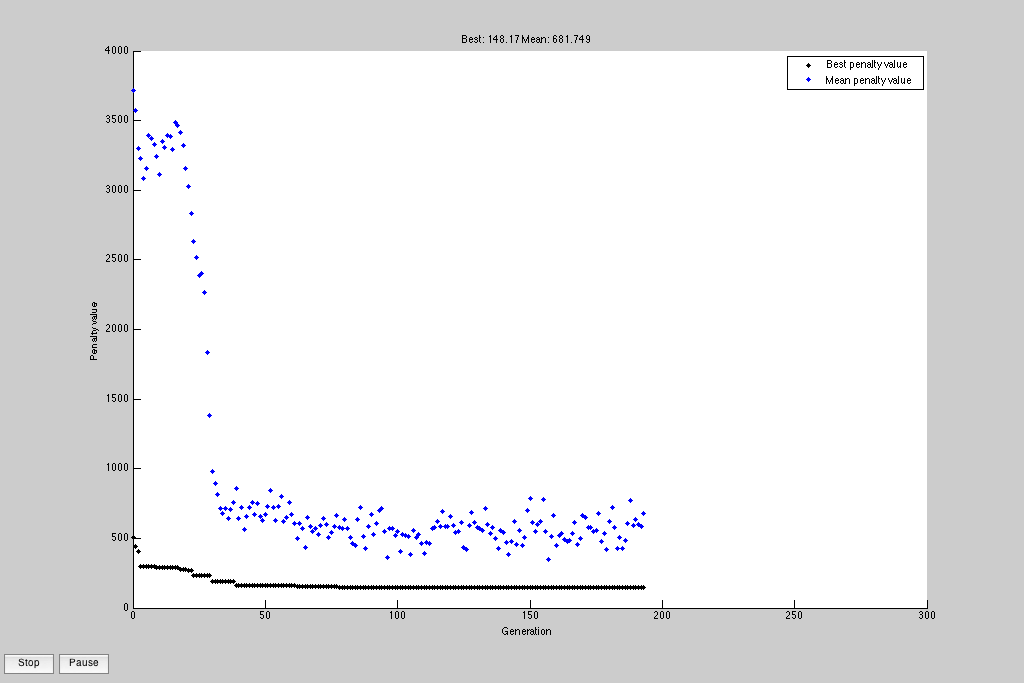 Best: 148.17 Mean: 681.749
4000
3500
3000
2500
2000
1500
1000
500
0
Penalty value
Best penalty value
Mean penalty value
0 50 100 150 200 250 300
Generation
Stop Pause